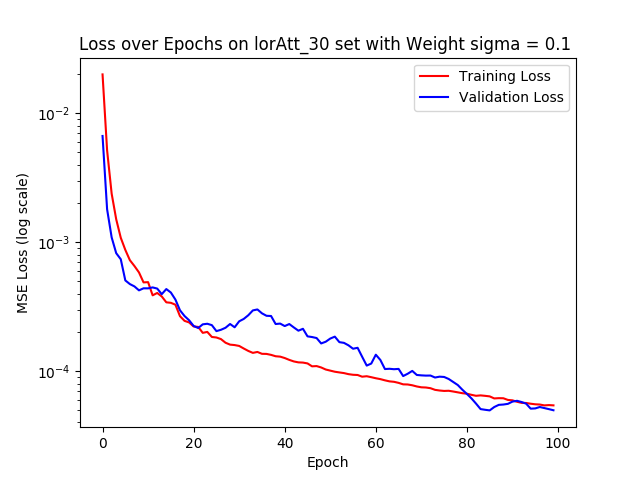 Loss over Epochs on lorAtt_30 set with Weight sigma = 0.1
Training Loss
Validation Loss
MSE Loss (log scale)
10⁻²
10⁻³
10⁻⁴
0
20
40
60
80
100
Epoch